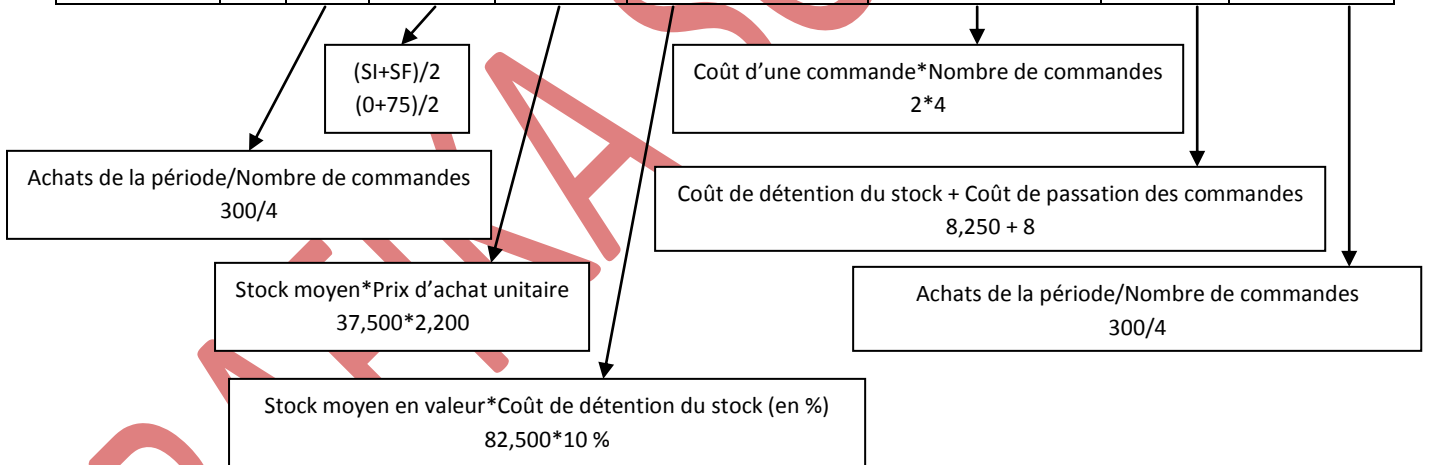 (SI+SF)/2
(0+75)/2
Coût d'une commande*Nombre de commandes
2*4
Achats de la période/Nombre de commandes
300/4
Coût de détention du stock + Coût de passation des commandes
8,250 + 8
Stock moyen*Prix d'achat unitaire
37,500*2,200
Achats de la période/Nombre de commandes
300/4
Stock moyen en valeur*Coût de détention du stock (en %)
82,500*10 %